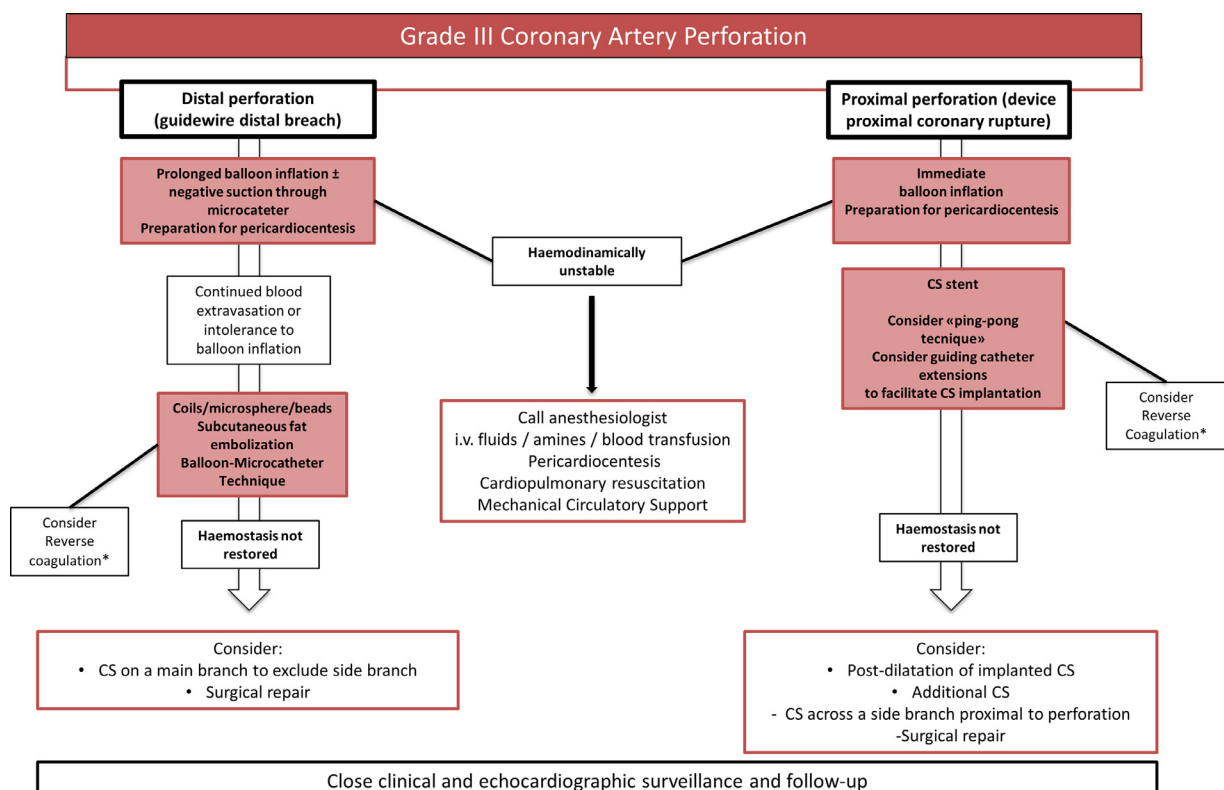 Grade III Coronary Artery Perforation
Distal perforation
(guidewire distal breach)
Proximal perforation (device
proximal coronary rupture)
Prolonged balloon inflation ±
negative suction through
microcateter
Preparation for pericardiocentesis
Immediate
balloon inflation
Preparation for pericardiocentesis
Haemodinamically
unstable
Continued blood
extravasation or
intolerance to
balloon inflation
CS stent
Consider «ping-pong
tecnique»
Consider guiding catheter
extensions
to facilitate CS implantation
Consider
Reverse
Coagulation*
Coils/microsphere/beads
Subcutaneous fat
embolization
Balloon-Microcatheter
Technique
Call anesthesiologist
i.v. fluids / amines / blood transfusion
Pericardiocentesis
Cardiopulmonary resuscitation
Mechanical Circulatory Support
Consider
Reverse
coagulation*
Haemostasis not
restored
Haemostasis not
restored
Consider:
• CS on a main branch to exclude side branch
• Surgical repair
Consider:
• Post-dilatation of implanted CS
• Additional CS
- CS across a side branch proximal to perforation
-Surgical repair
Close clinical and echocardiographic surveillance and follow-up